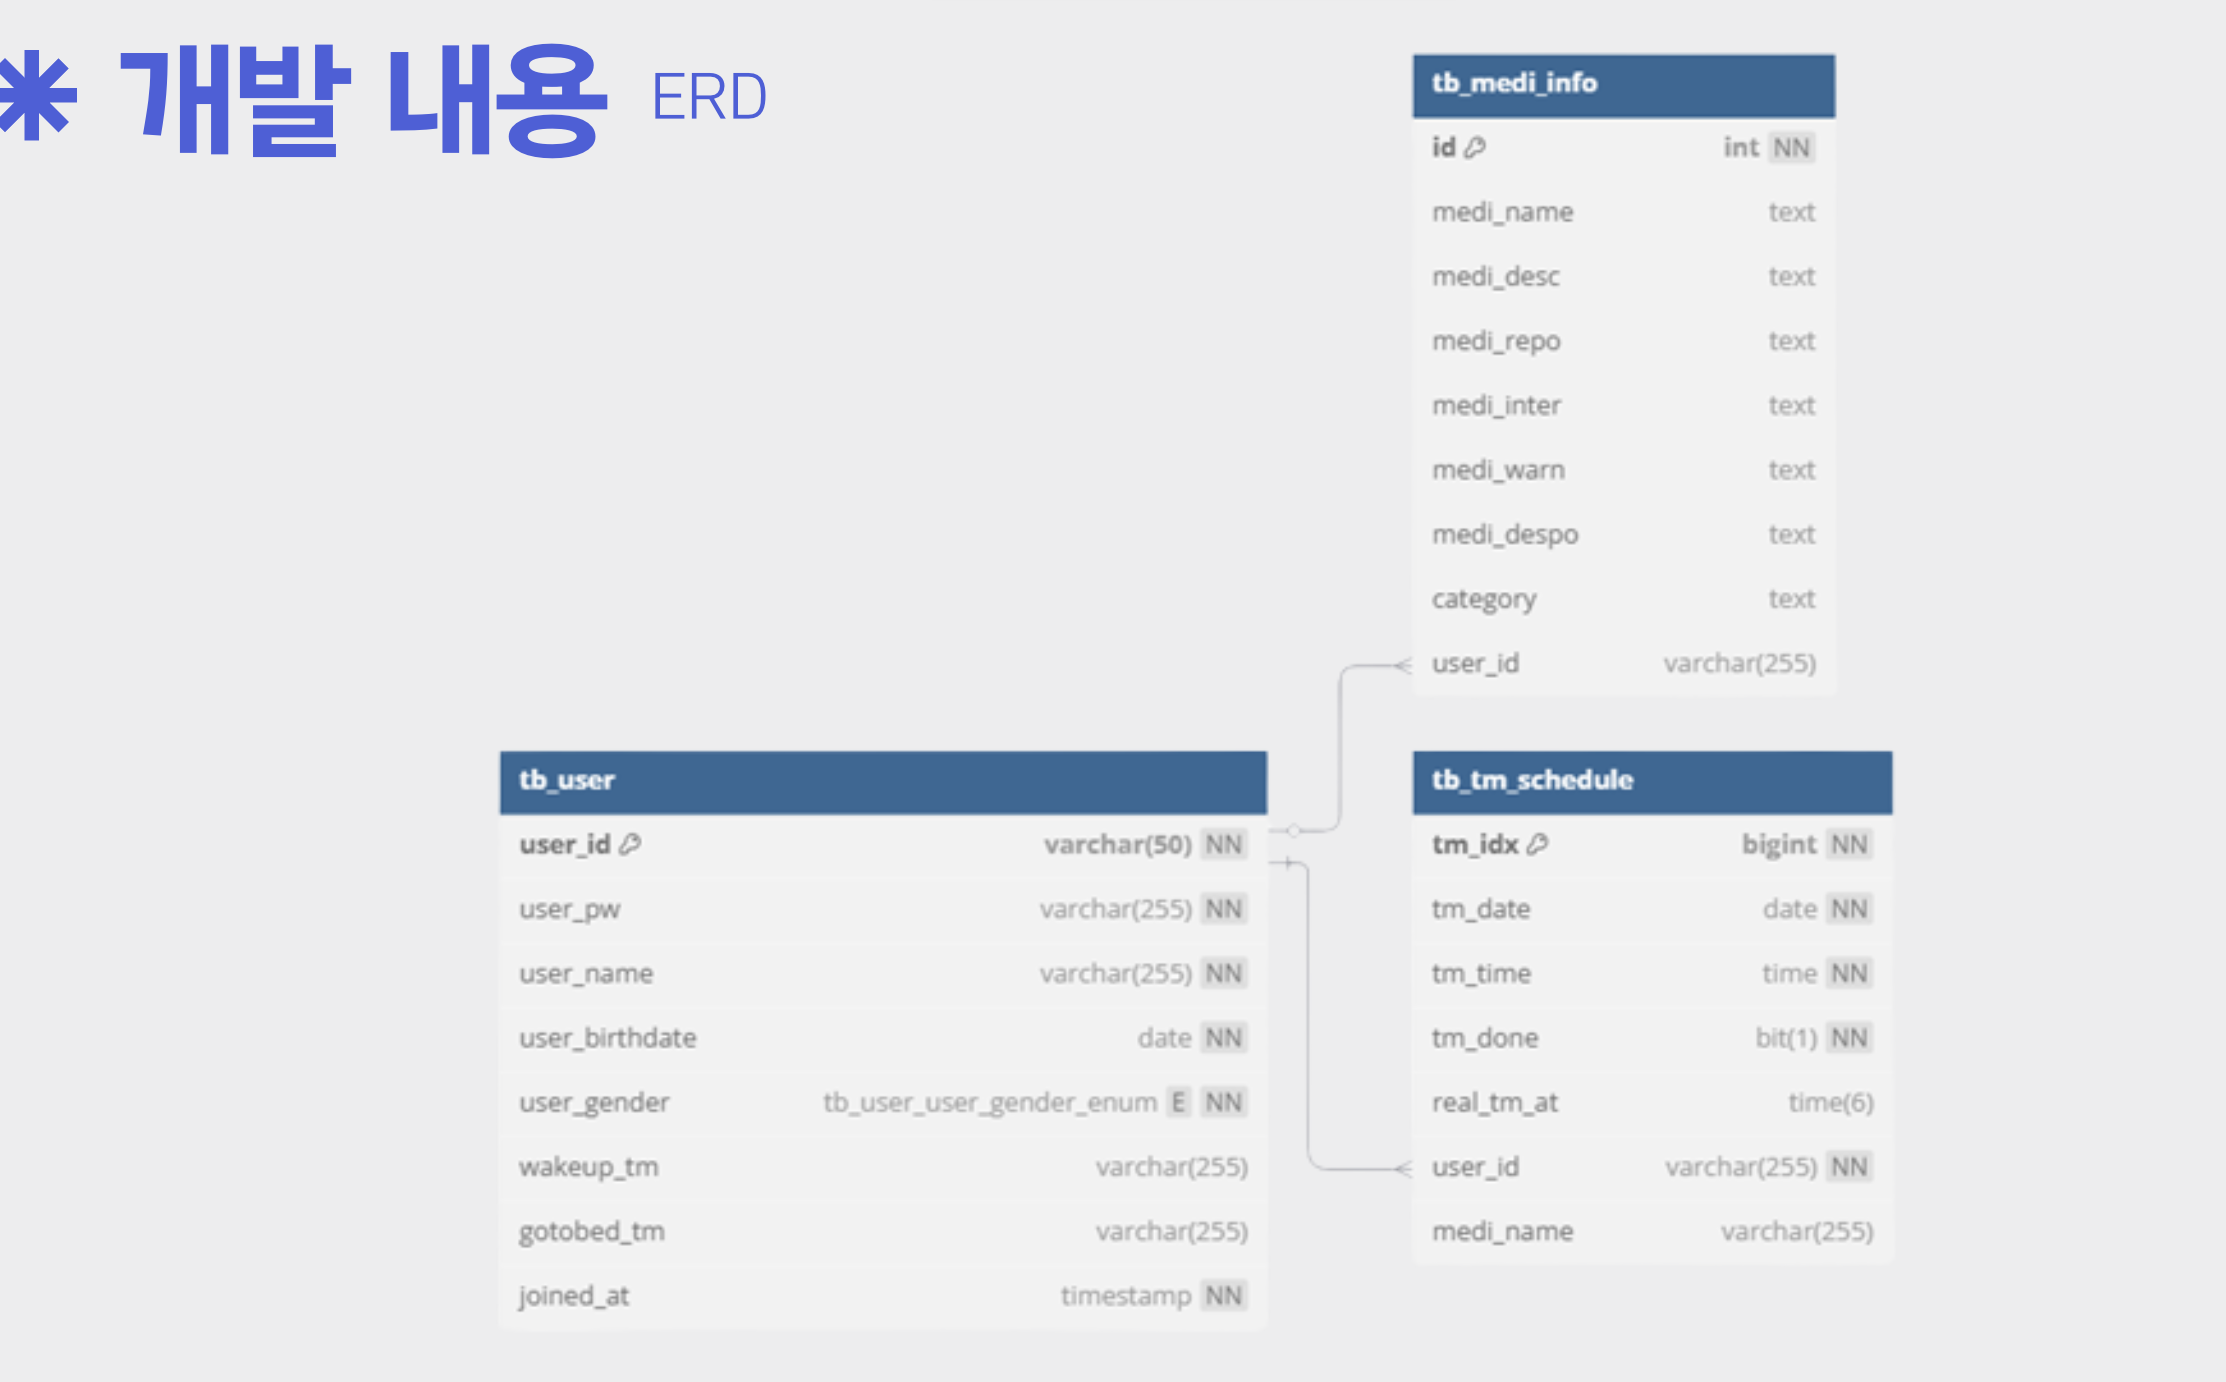 개발 내용 ERD
tb_medi_info
id int NN
medi_name text
medi_desc text
medi_repo text
medi_inter text
medi_warn text
medi_despo text
category text
user_id varchar(255)
tb_user
user_id varchar(50) NN
user_pw varchar(255) NN
user_name varchar(255) NN
user_birthdate date NN
user_gender tb_user_user_gender_enum E NN
wakeup_tm varchar(255)
gotobed_tm varchar(255)
joined_at timestamp NN
tb_tm_schedule
tm_idx bigint NN
tm_date date NN
tm_time time NN
tm_done bit(1) NN
real_tm_at time(6)
user_id varchar(255) NN
medi_name varchar(255)